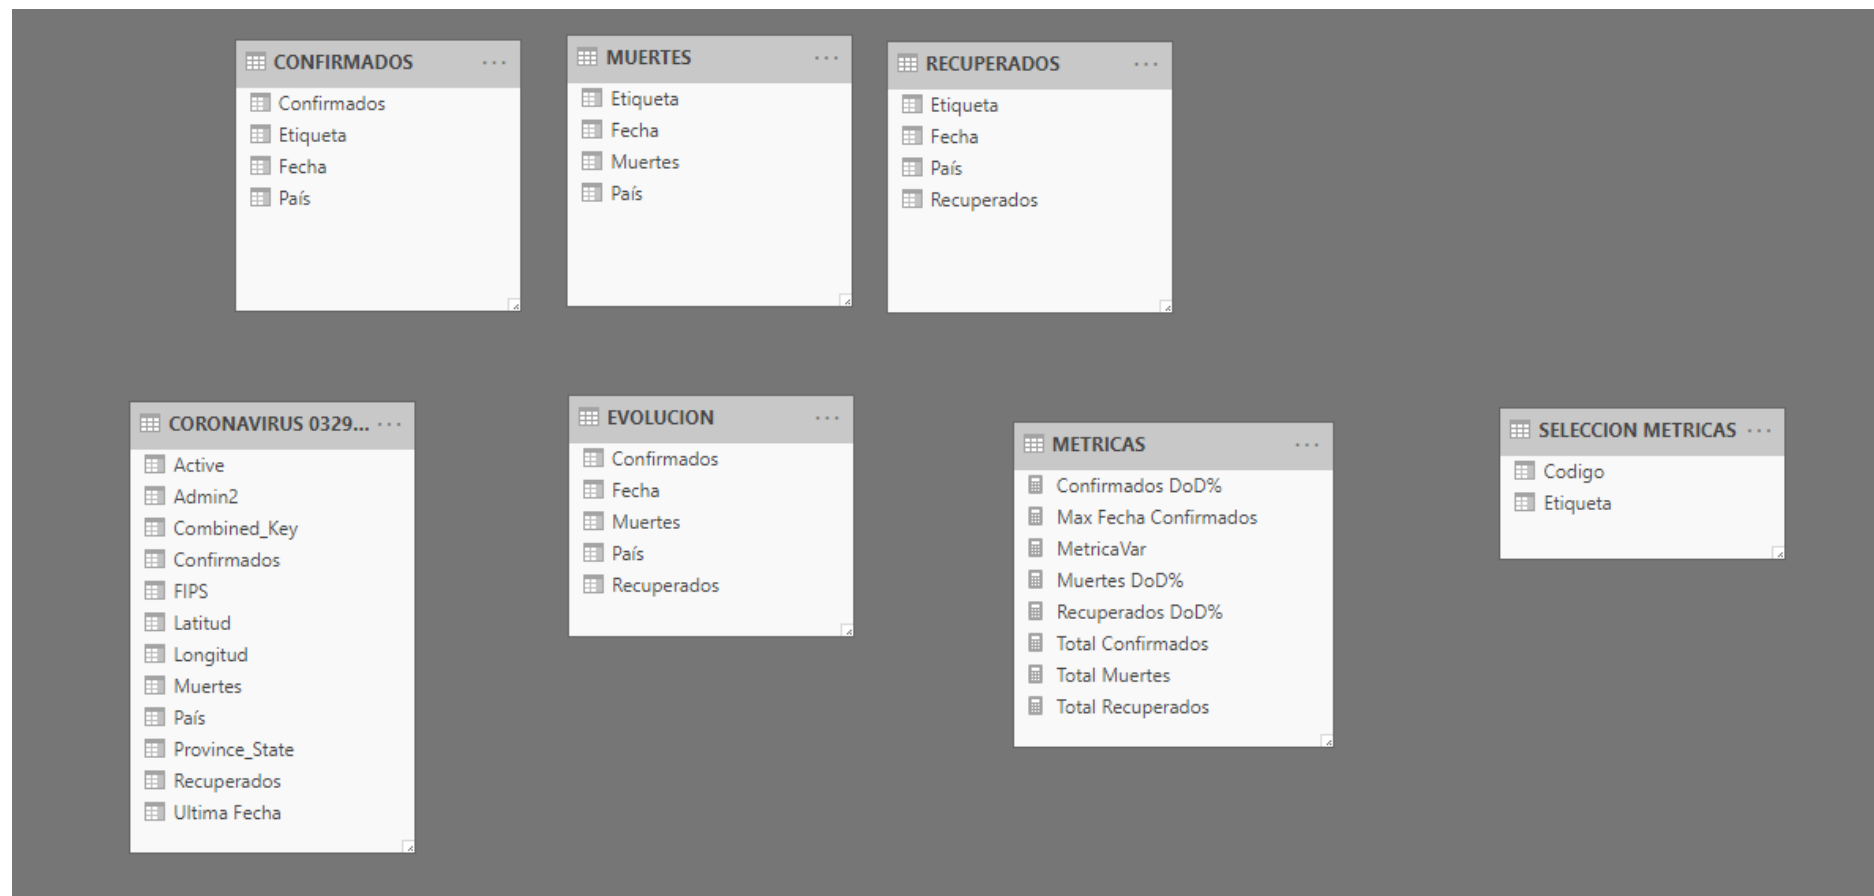 CONFIRMADOS ...
Confirmados
Etiqueta
Fecha
País
MUERTES ...
Etiqueta
Fecha
Muertes
País
RECUPERADOS ...
Etiqueta
Fecha
País
Recuperados
CORONAVIRUS 0329... ...
Active
Admin2
Combined_Key
Confirmados
FIPS
Latitud
Longitud
Muertes
País
Province_State
Recuperados
Ultima Fecha
EVOLUCION ...
Confirmados
Fecha
Muertes
País
Recuperados
METRICAS ...
Confirmados DoD%
Max Fecha Confirmados
MetricaVar
Muertes DoD%
Recuperados DoD%
Total Confirmados
Total Muertes
Total Recuperados
SELECCION METRICAS ...
Codigo
Etiqueta